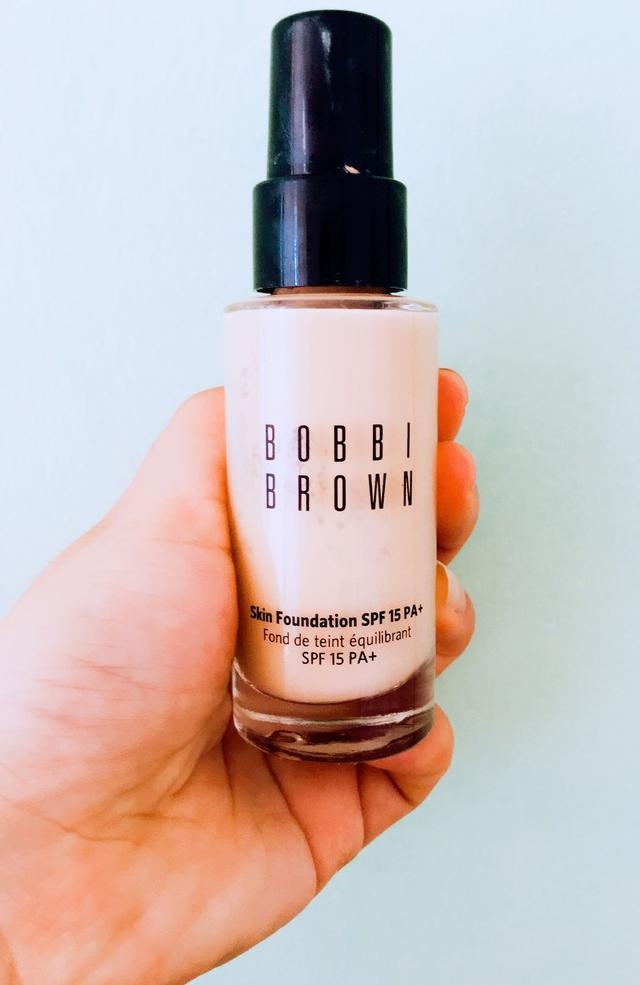 BOBBI
BROWN
Skin Foundation SPF 15 PA+
Fond de teint équilibrant
SPF 15 PA+